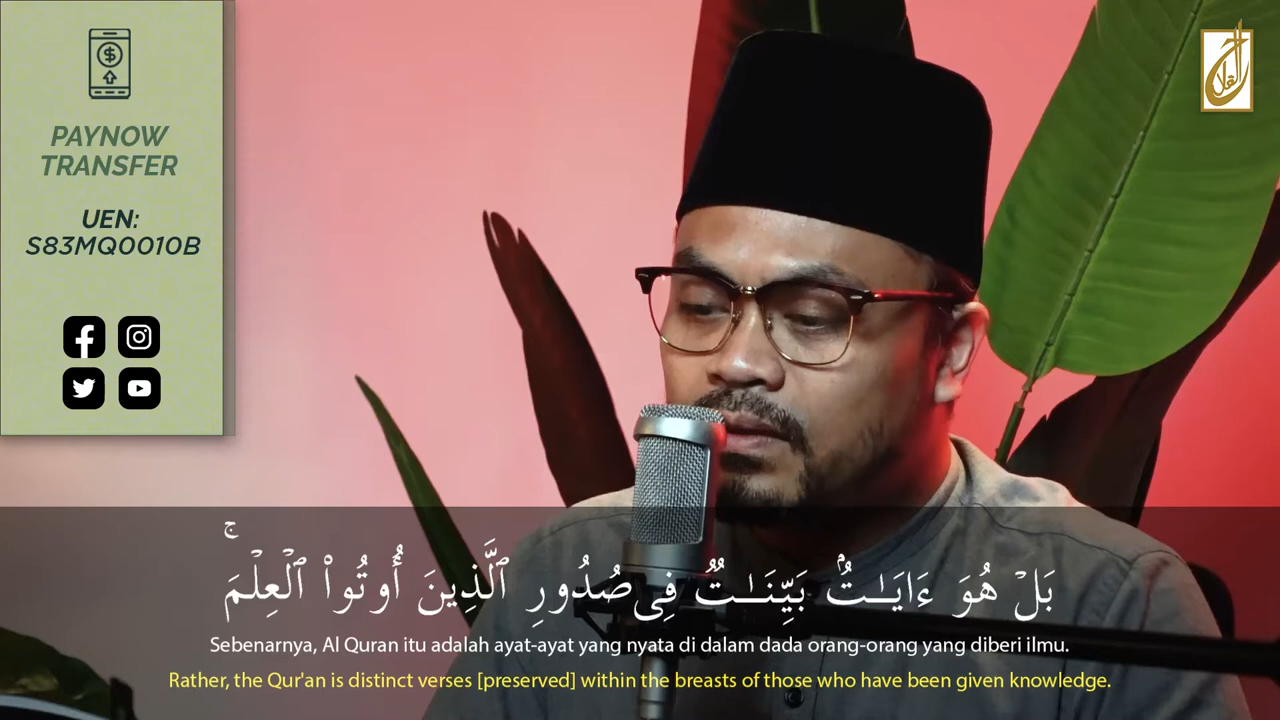 PAYNOW
TRANSFER
UEN:
S83MQ0010B
الفلاح
بَلْ هُوَ ءَايَـٰتٌۢ بَيِّنَـٰتٌ فِى صُدُورِ ٱلَّذِينَ أُوتُوا۟ ٱلْعِلْمَ ۚ
Sebenarnya, Al Quran itu adalah ayat-ayat yang nyata di dalam dada orang-orang yang diberi ilmu.
Rather, the Qur'an is distinct verses [preserved] within the breasts of those who have been given knowledge.